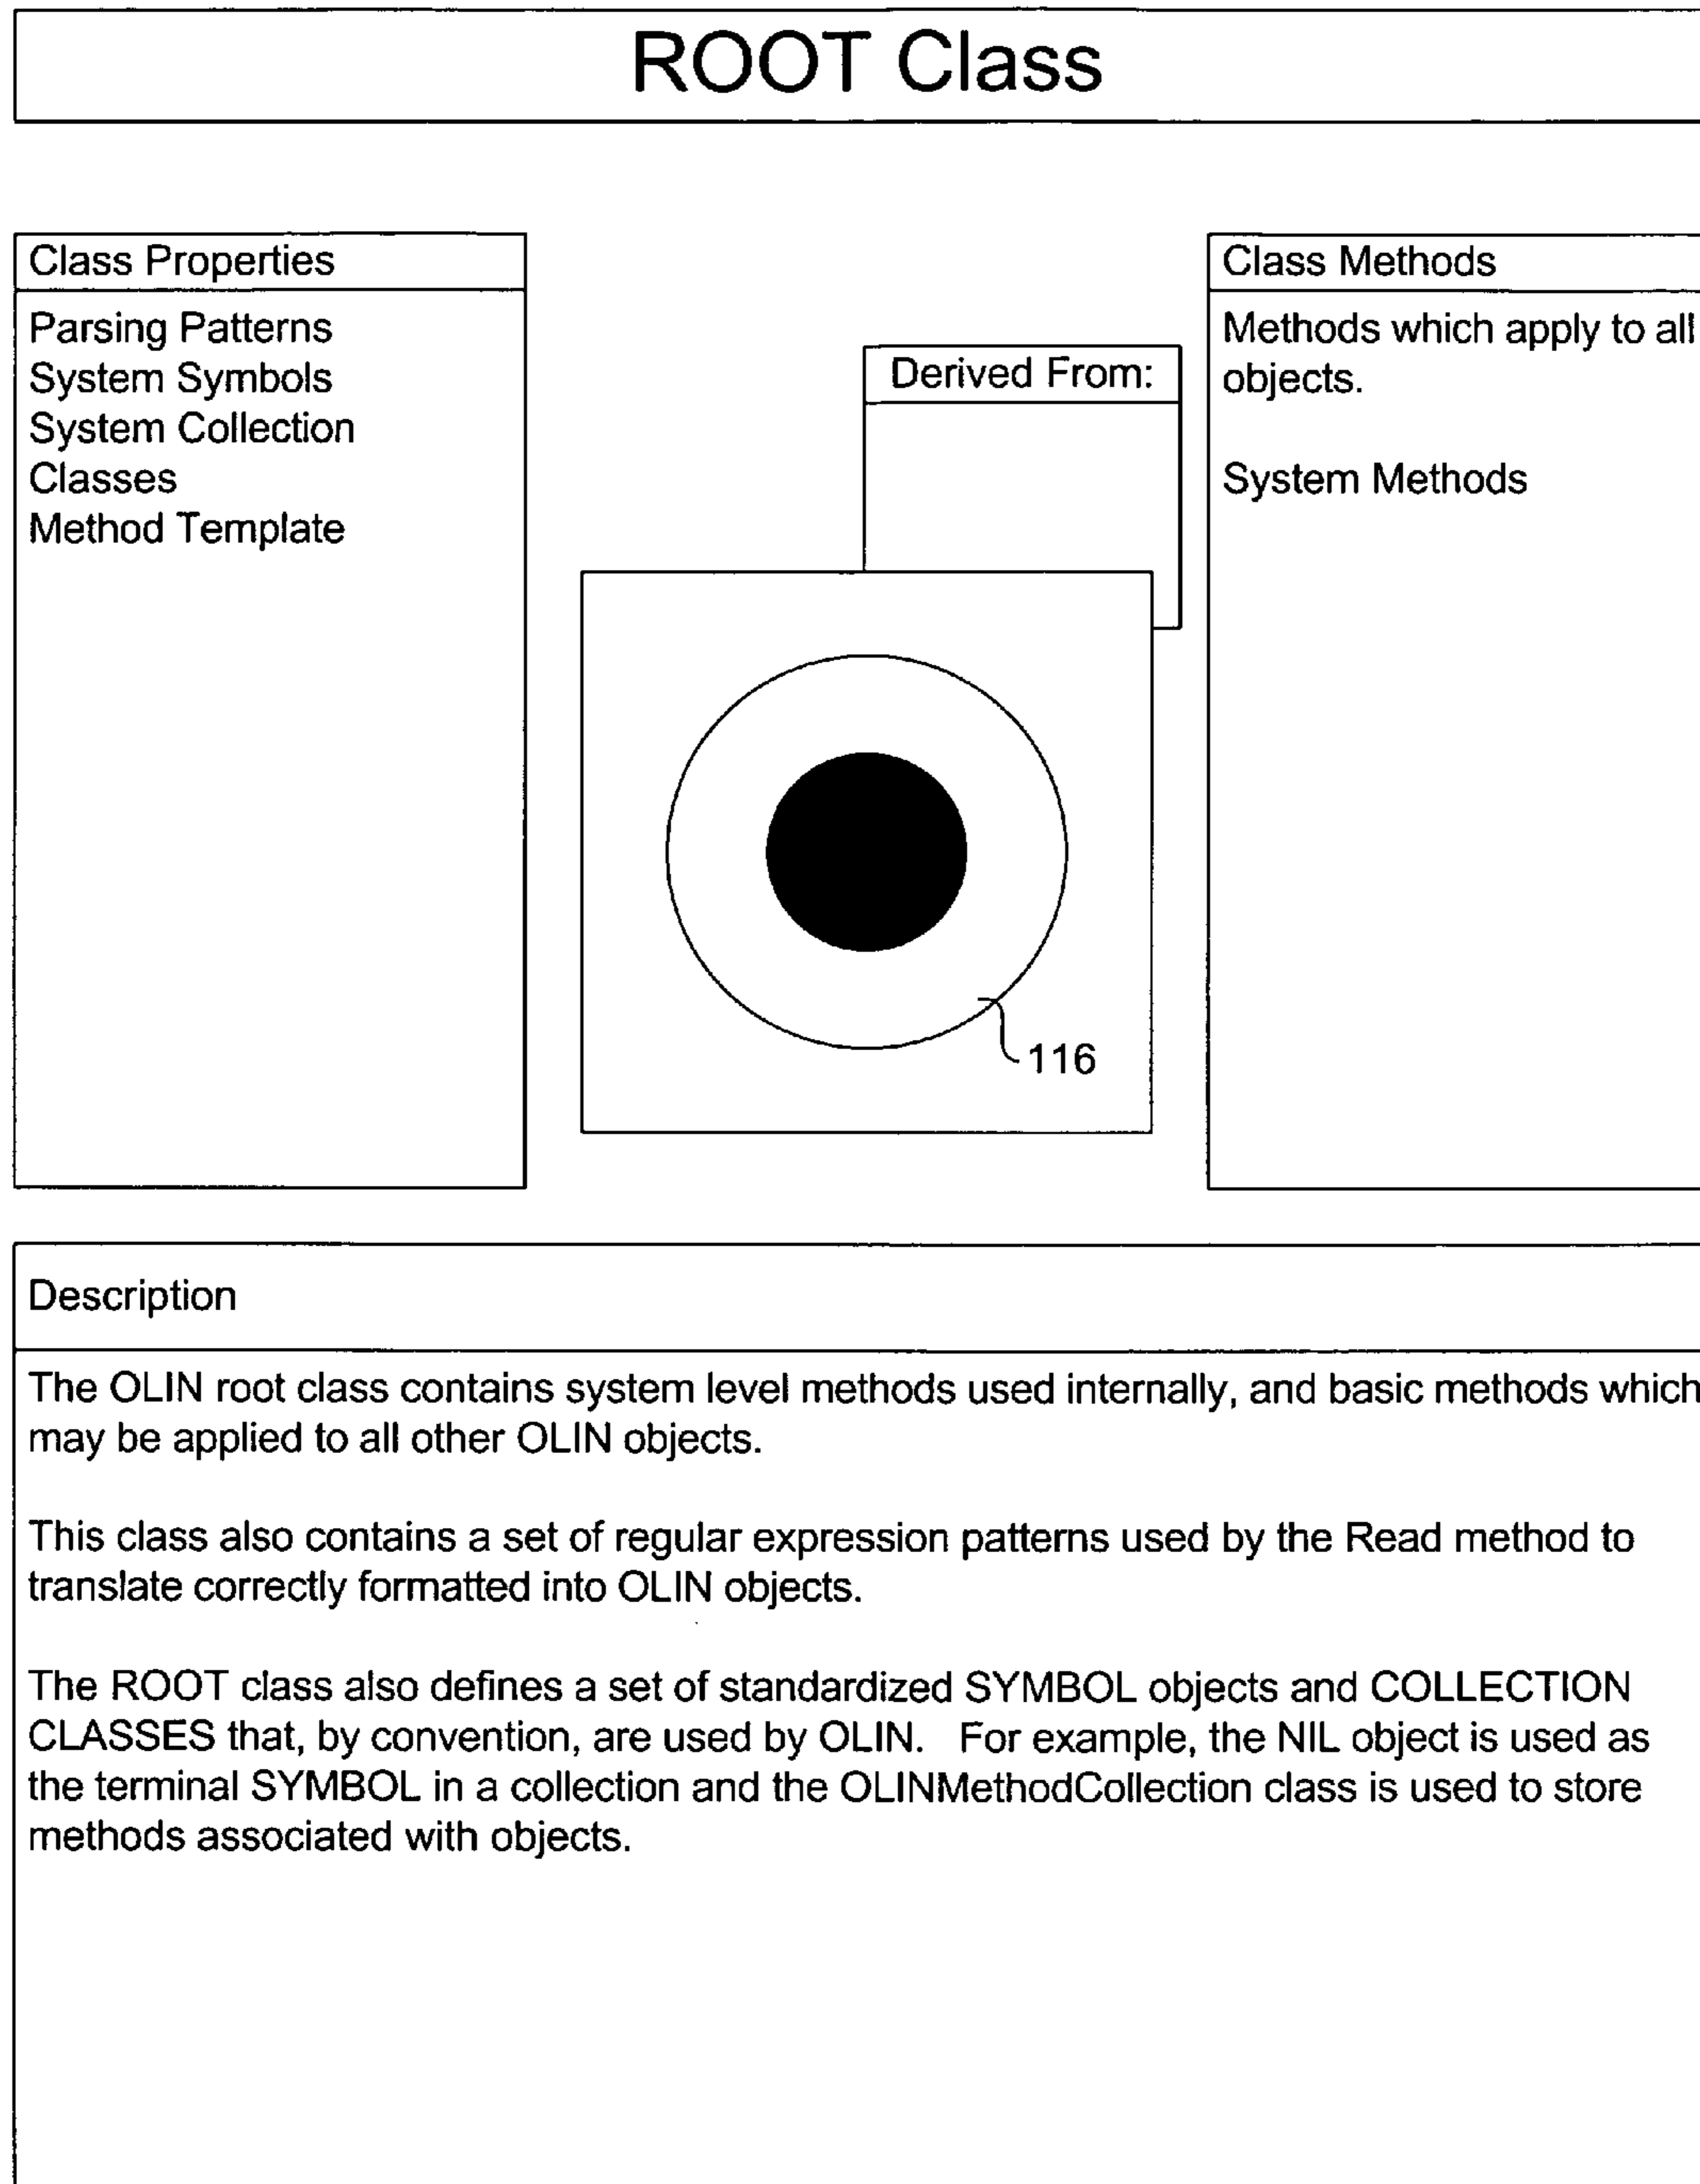 ROOT Class
Class Properties
Parsing Patterns
System Symbols
System Collection
Classes
Method Template
Derived From:
116
Class Methods
Methods which apply to all
objects.
System Methods
Description
The OLIN root class contains system level methods used internally, and basic methods which
may be applied to all other OLIN objects.
This class also contains a set of regular expression patterns used by the Read method to
translate correctly formatted into OLIN objects.
The ROOT class also defines a set of standardized SYMBOL objects and COLLECTION
CLASSES that, by convention, are used by OLIN. For example, the NIL object is used as
the terminal SYMBOL in a collection and the OLINMethodCollection class is used to store
methods associated with objects.